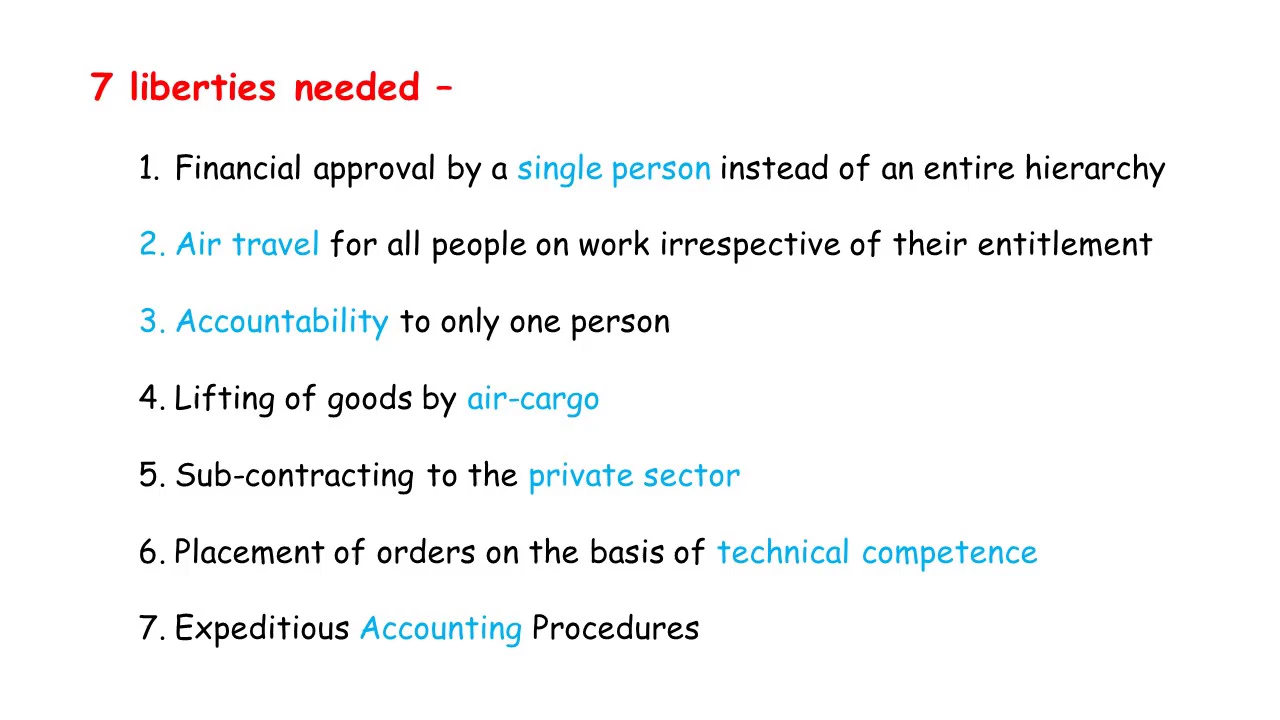 7 liberties needed –
1. Financial approval by a single person instead of an entire hierarchy
2. Air travel for all people on work irrespective of their entitlement
3. Accountability to only one person
4. Lifting of goods by air-cargo
5. Sub-contracting to the private sector
6. Placement of orders on the basis of technical competence
7. Expeditious Accounting Procedures